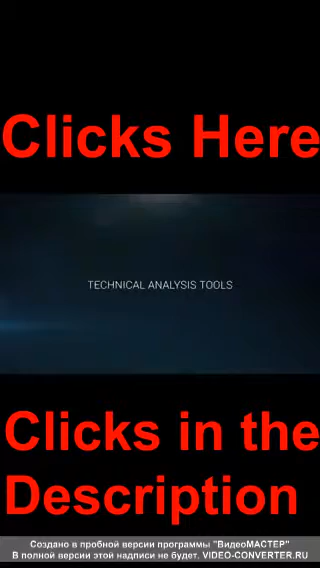 Clicks Here
TECHNICAL ANALYSIS TOOLS
Clicks in the
Description
Создано в пробной версии программы "ВидеоМАСТЕР"
В полной версии этой надписи не будет. VIDEO-CONVERTER.RU